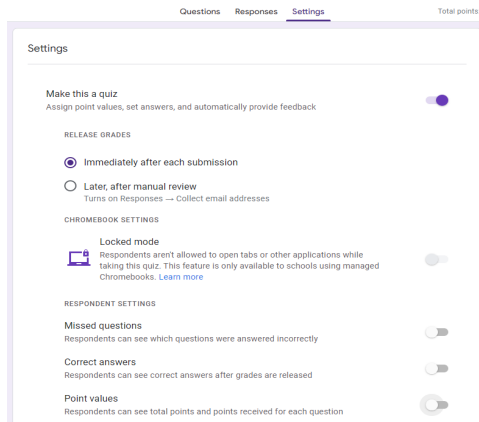 Questions Responses Settings Total points
Settings
Make this a quiz
Assign point values, set answers, and automatically provide feedback
RELEASE GRADES
Immediately after each submission
Later, after manual review
Turns on Responses → Collect email addresses
CHROMEBOOK SETTINGS
Locked mode
Respondents aren't allowed to open tabs or other applications while
taking this quiz. This feature is only available to schools using managed
Chromebooks. Learn more
RESPONDENT SETTINGS
Missed questions
Respondents can see which questions were answered incorrectly
Correct answers
Respondents can see correct answers after grades are released
Point values
Respondents can see total points and points received for each question